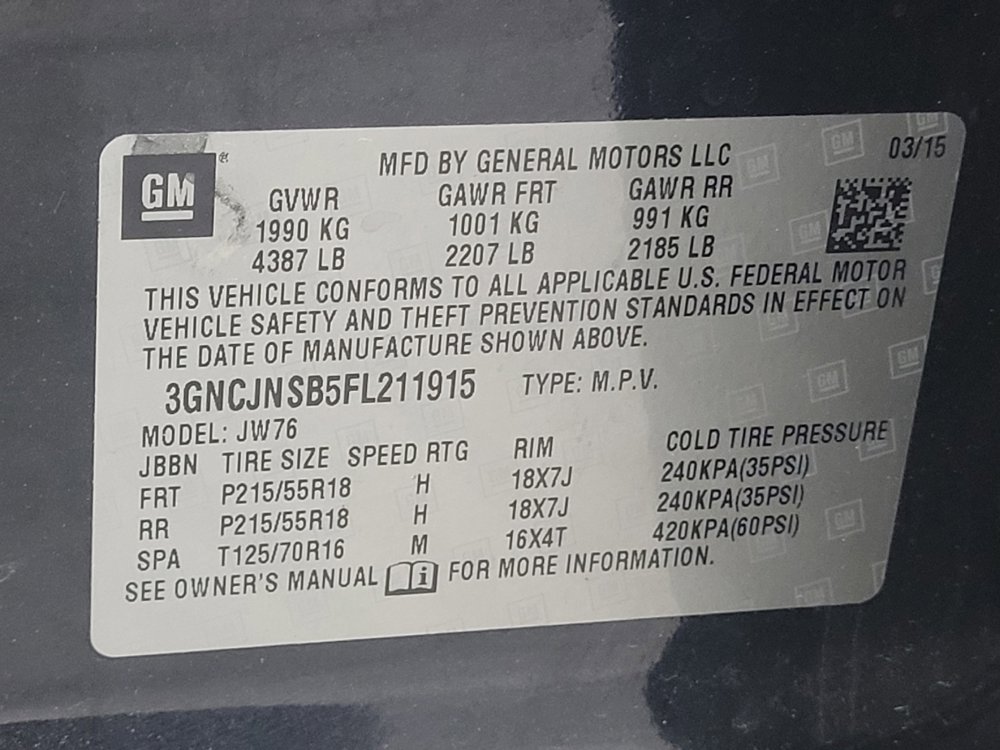 GM
MFD BY GENERAL MOTORS LLC 03/15
GVWR GAWR FRT GAWR RR
1990 KG 1001 KG 991 KG
4387 LB 2207 LB 2185 LB
THIS VEHICLE CONFORMS TO ALL APPLICABLE U.S. FEDERAL MOTOR
VEHICLE SAFETY AND THEFT PREVENTION STANDARDS IN EFFECT ON
THE DATE OF MANUFACTURE SHOWN ABOVE.
3GNCJNSB5FL211915 TYPE: M.P.V.
MODEL: JW76
JBBN TIRE SIZE SPEED RTG RIM COLD TIRE PRESSURE
FRT P215/55R18 H 18X7J 240KPA(35PSI)
RR P215/55R18 H 18X7J 240KPA(35PSI)
SPA T125/70R16 M 16X4T 420KPA(60PSI)
SEE OWNER'S MANUAL i FOR MORE INFORMATION.